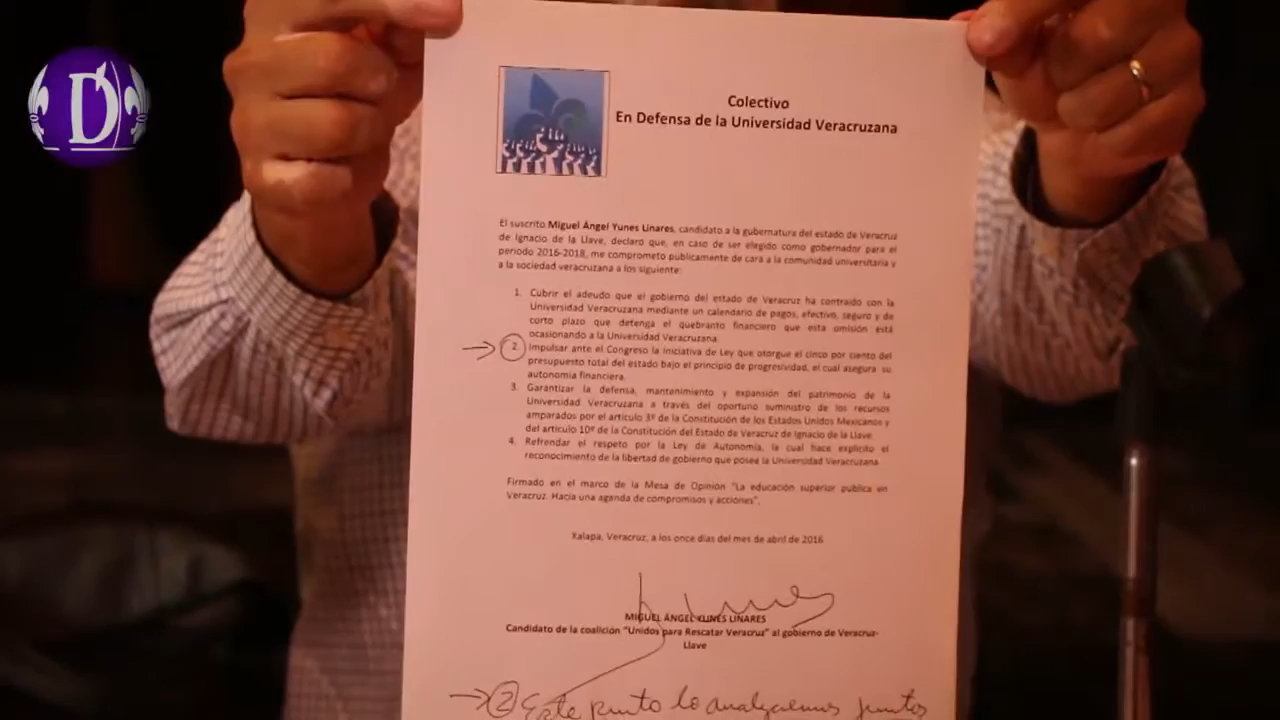 D
Colectivo
En Defensa de la Universidad Veracruzana
El suscrito Miguel Ángel Yunes Linares, candidato a la gubernatura del estado de Veracruz
de Ignacio de la Llave, declaro que, en caso de ser elegido como gobernador para el
periodo 2016-2018, me comprometo publicamente de cara a la comunidad universitaria y
a la sociedad veracruzana a los siguiente:
1. Cubrir el adeudo que el gobierno del estado de Veracruz ha contraido con la
Universidad Veracruzana mediante un calendario de pagos, efectivo, seguro y de
corto plazo que detenga el quebranto financiero que esta omisión está
ocasionando a la Universidad Veracruzana.
2. Impulsar ante el Congreso la Iniciativa de Ley que otorgue el cinco por ciento del
presupuesto total del estado bajo el principio de progresividad, el cual asegura su
autonomia financiera.
3. Garantizar la defensa, mantenimiento y expansión del patrimonio de la
Universidad Veracruzana a través del oportuno suministro de los recursos
amparados por el artículo 3º de la Constitución de los Estados Unidos Mexicanos y
del artículo 10º de la Constitución del Estado de Veracruz de Ignacio de la Llave.
4. Refrendar el respeto por la Ley de Autonomía, la cual hace explícito el
reconocimiento de la libertad de gobierno que posea la Universidad Veracruzana
Firmado en el marco de la Mesa de Opinión "La educación superior publica en
Veracruz. Hacia una agenda de compromisos y acciones".
Xalapa, Veracruz, a los once días del mes de abril de 2016
MIGUEL ÁNGEL YUNES LINARES
Candidato de la coalición "Unidos para Rescatar Veracruz" al gobierno de Veracruz-
Llave
→ 2 Este punto lo analizaremos juntos